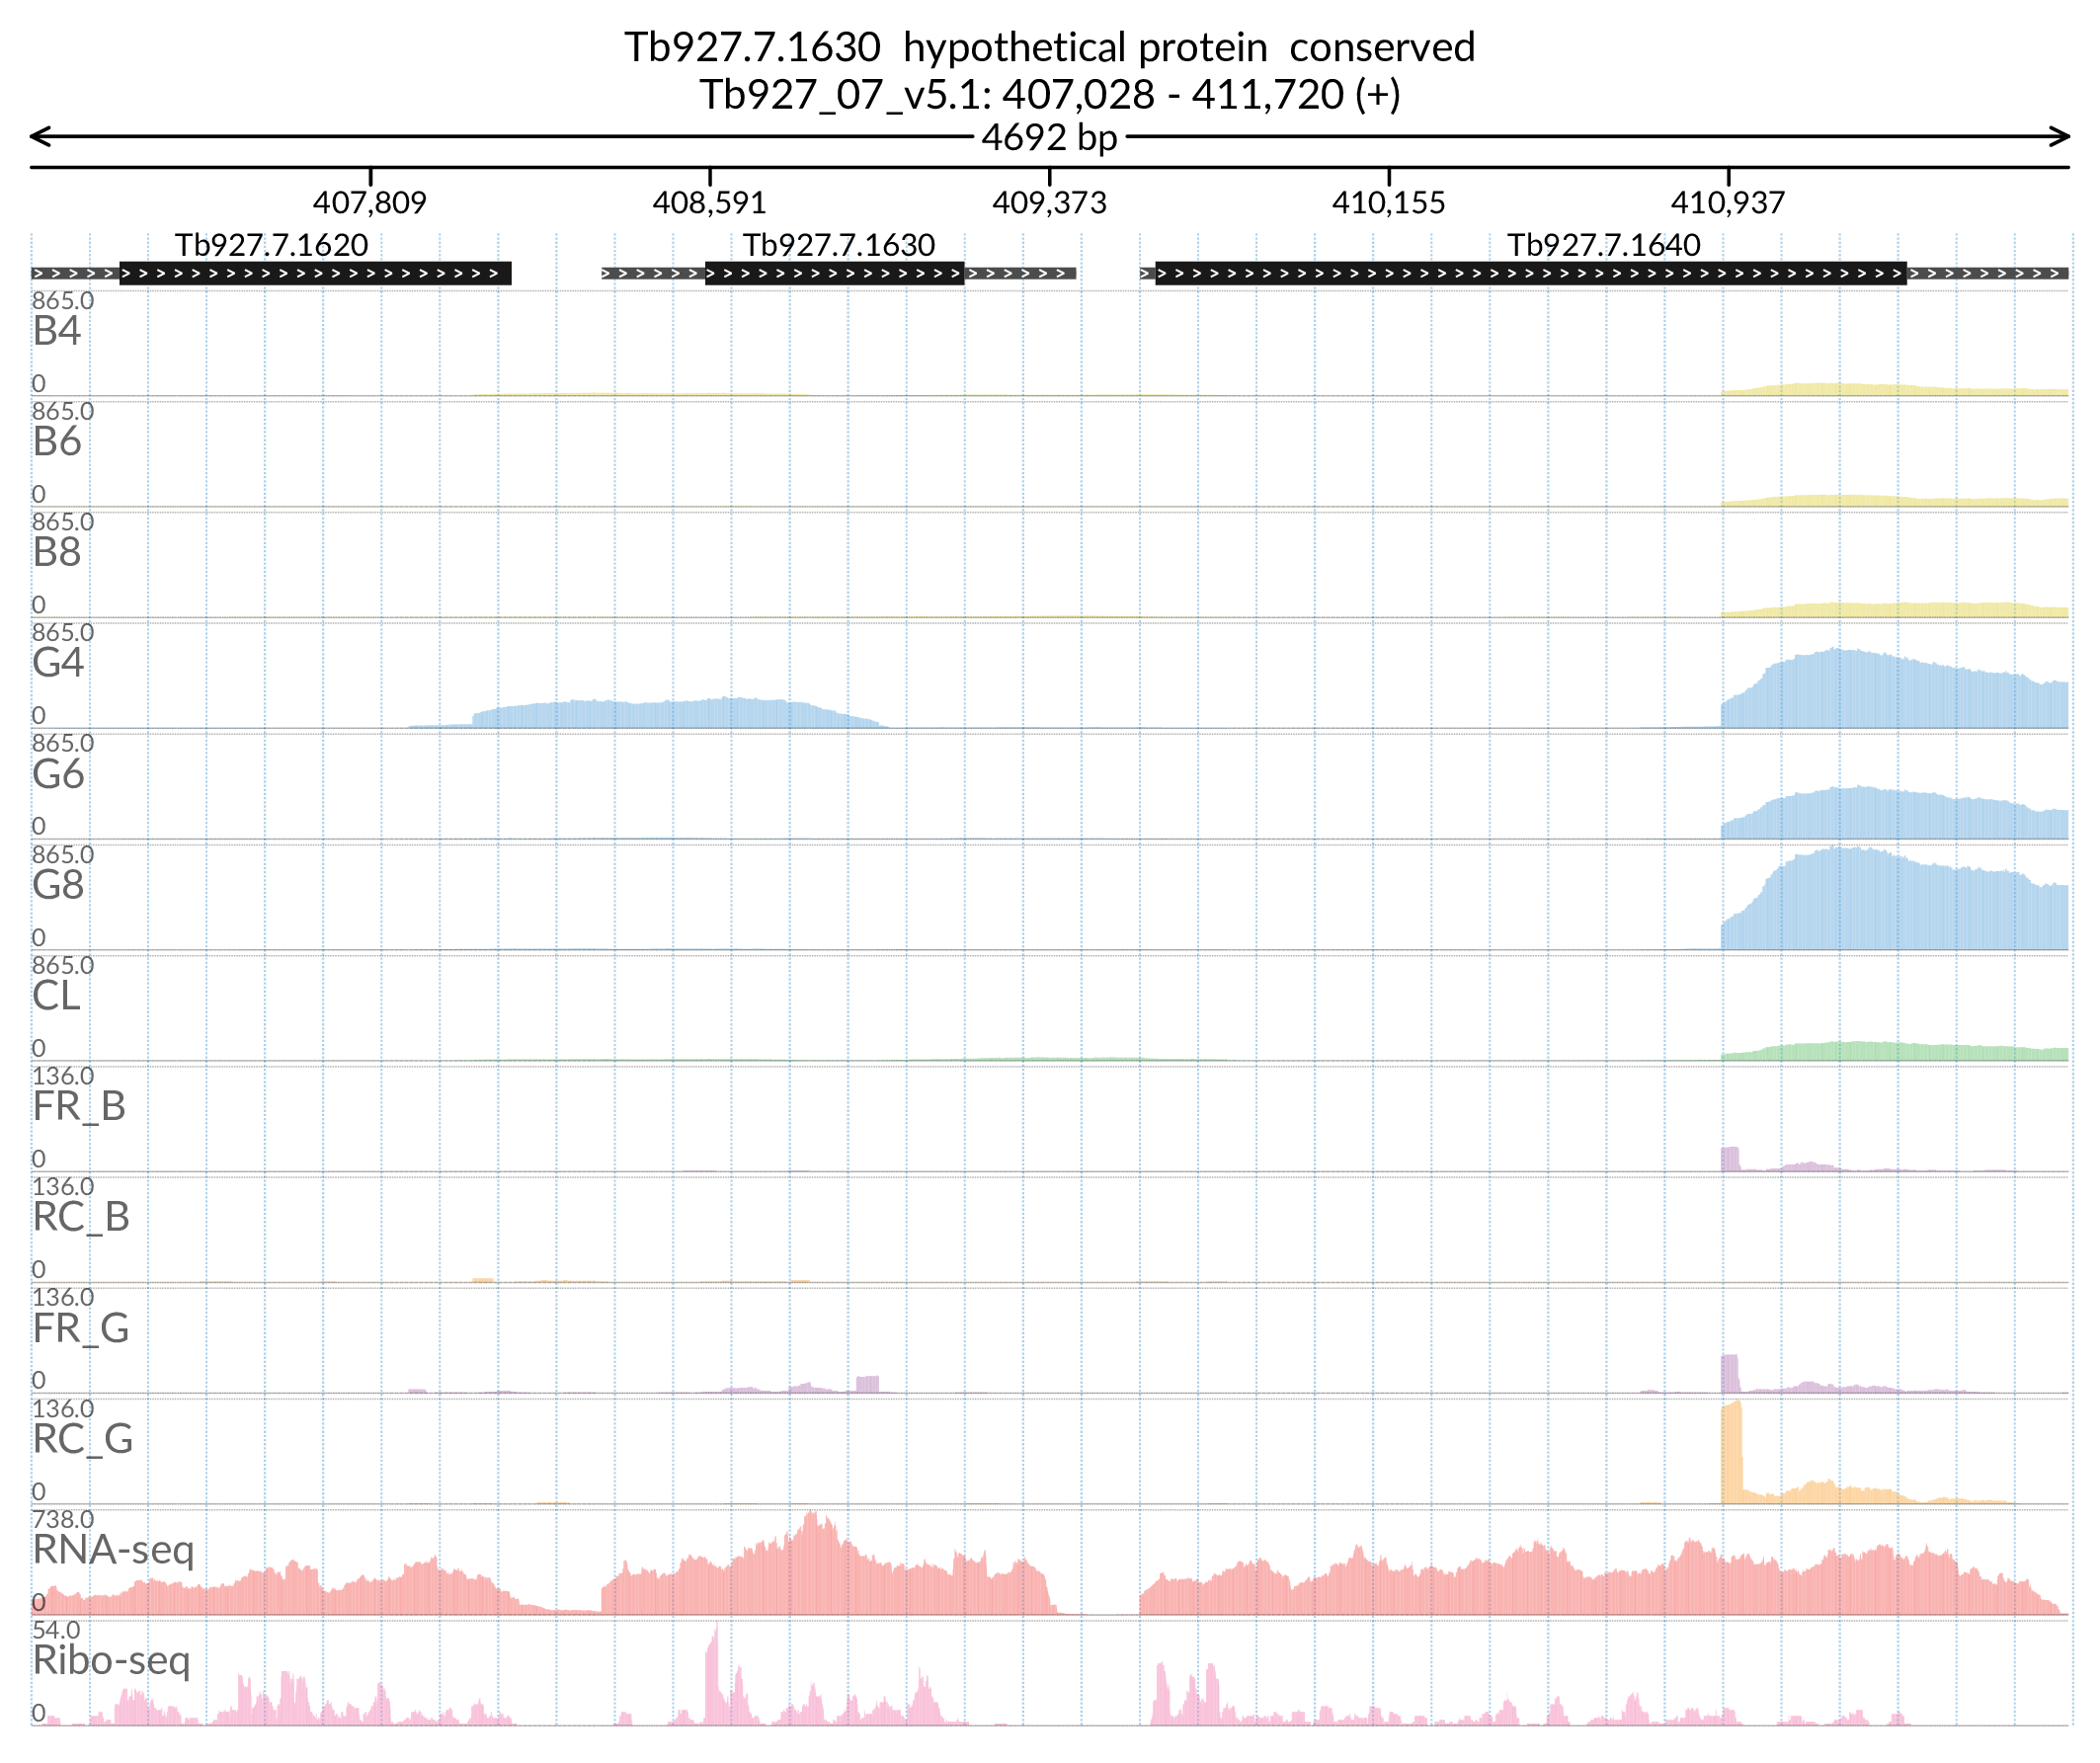 Tb927.7.1630 hypothetical protein conserved
Tb927_07_v5.1: 407,028 - 411,720 (+)
4692 bp
407,809 408,591 409,373 410,155 410,937
Tb927.7.1620 Tb927.7.1630 Tb927.7.1640
865.0
B4
0
865.0
B6
0
865.0
B8
0
865.0
G4
0
865.0
G6
0
865.0
G8
0
865.0
CL
0
136.0
FR_B
0
136.0
RC_B
0
136.0
FR_G
0
136.0
RC_G
0
738.0
RNA-seq
0
54.0
Ribo-seq
0